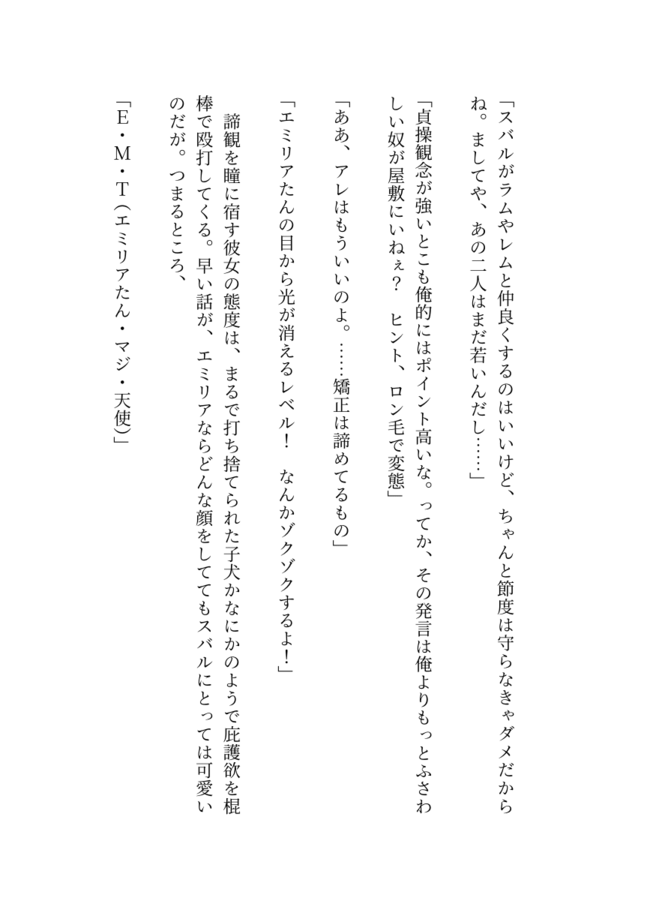 「スバルがラムやレムと仲良くするのはいいけど、ちゃんと節度は守らなきゃダメだから
ね。ましてや、あの二人はまだ若いんだし……」
「貞操観念が強いとこも俺的にはポイント高いな。ってか、その発言は俺よりもっとふさわ
しい奴が屋敷にいねぇ？　ヒント、ロン毛で変態」
「ああ、アレはもういいのよ。……矯正は諦めてるもの」
「エミリアたんの目から光が消えるレベル！　なんかゾクゾクするよ！」
　諦観を瞳に宿す彼女の態度は、まるで打ち捨てられた子犬かなにかのようで庇護欲を棍
棒で殴打してくる。早い話が、エミリアならどんな顔をしててもスバルにとっては可愛い
のだが。つまるところ、
「Ｅ・Ｍ・Ｔ（エミリアたん・マジ・天使）」